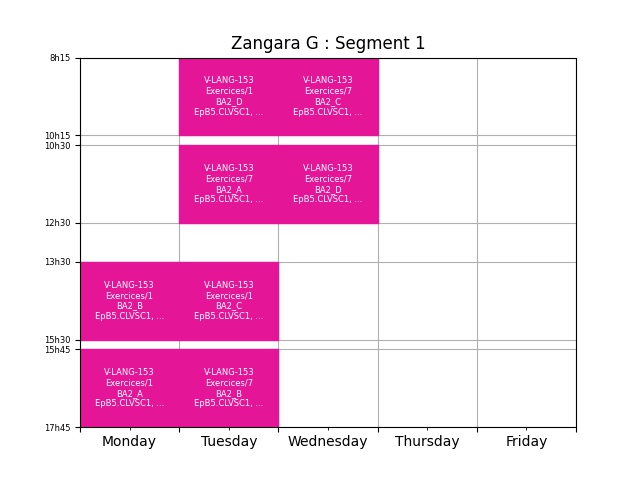 Zangara G : Segment 1
8h15
V-LANG-153
Exercices/1
BA2_D
EpB5.CLVSC1, ...
V-LANG-153
Exercices/7
BA2_C
EpB5.CLVSC1, ...
10h15
10h30
V-LANG-153
Exercices/7
BA2_A
EpB5.CLVSC1, ...
V-LANG-153
Exercices/7
BA2_D
EpB5.CLVSC1, ...
12h30
13h30
V-LANG-153
Exercices/1
BA2_B
EpB5.CLVSC1, ...
V-LANG-153
Exercices/1
BA2_C
EpB5.CLVSC1, ...
15h30
15h45
V-LANG-153
Exercices/1
BA2_A
EpB5.CLVSC1, ...
V-LANG-153
Exercices/7
BA2_B
EpB5.CLVSC1, ...
17h45
Monday Tuesday Wednesday Thursday Friday